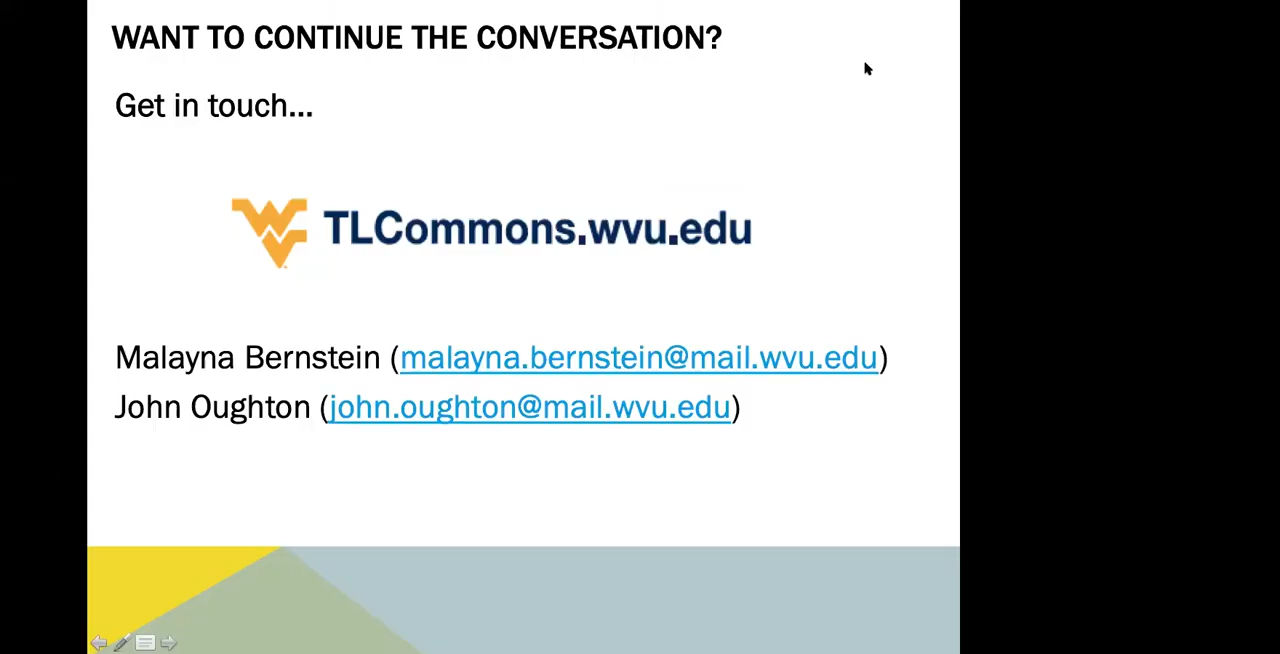 WANT TO CONTINUE THE CONVERSATION?
Get in touch...
WV TLCommons.wvu.edu
Malayna Bernstein (malayna.bernstein@mail.wvu.edu)
John Oughton (john.oughton@mail.wvu.edu)